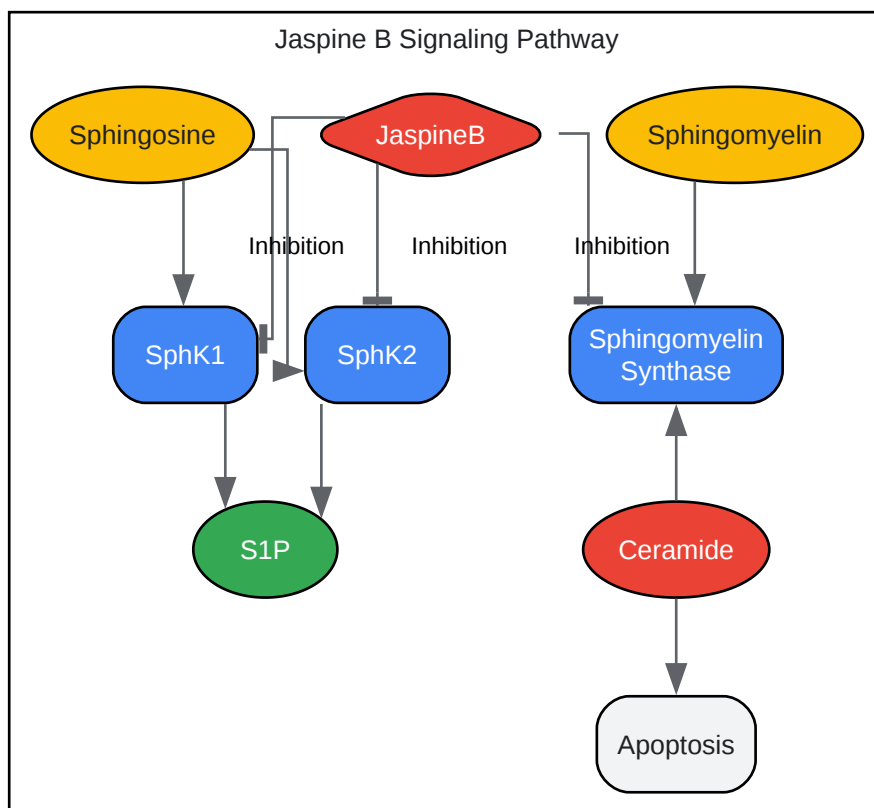 Jaspine B Signaling Pathway
Sphingosine
JaspineB
Sphingomyelin
Inhibition
Inhibition
Inhibition
SphK1
SphK2
Sphingomyelin
Synthase
S1P
Ceramide
Apoptosis